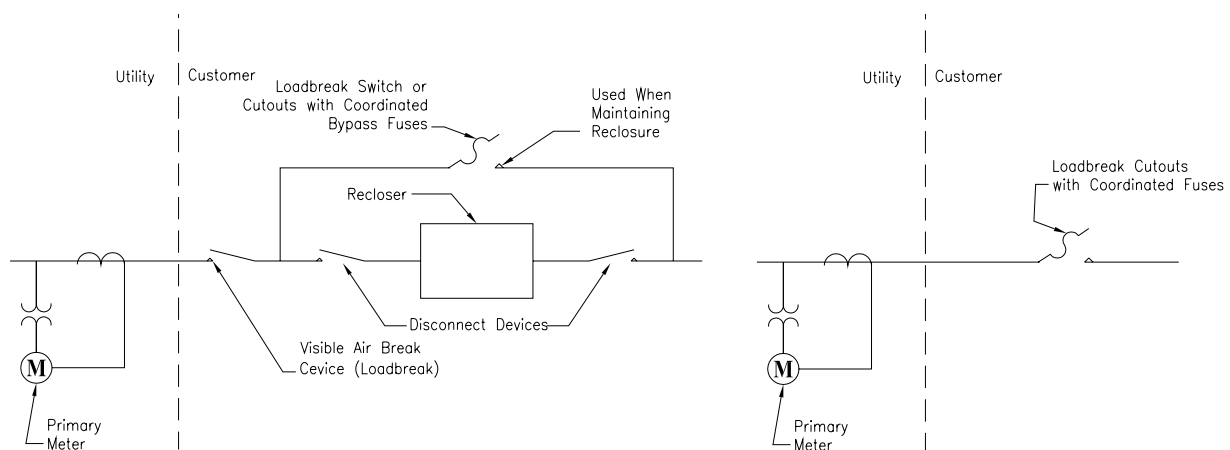 Utility
Customer
Loadbreak Switch or
Cutouts with Coordinated
Bypass Fuses
Used When
Maintaining
Reclosure
Recloser
Disconnect Devices
Visible Air Break
Cevice (Loadbreak)
M
Primary
Meter
Utility
Customer
Loadbreak Cutouts
with Coordinated Fuses
M
Primary
Meter